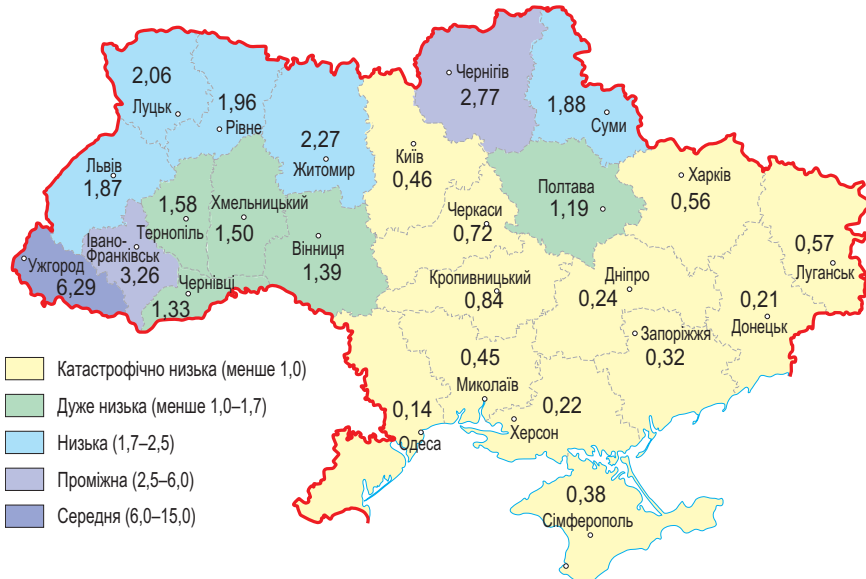 2,06
Луцьк
1,96
Рівне
2,27
Житомир
Київ
0,46
Чернігів
2,77
1,88
Суми
Львів
1,87
1,58
Тернопіль
Хмельницький
1,50
Вінниця
1,39
Черкаси
0,72
Полтава
1,19
Харків
0,56
0,57
Луганськ
Ужгород
6,29
Івано-
Франківськ
3,26
Чернівці
1,33
Кропивницький
0,84
Дніпро
0,24
0,21
Донецьк
Запоріжжя
0,32
0,45
Миколаїв
0,14
Одеса
0,22
Херсон
0,38
Сімферополь
Катастрофічно низька (менше 1,0)
Дуже низька (менше 1,0–1,7)
Низька (1,7–2,5)
Проміжна (2,5–6,0)
Середня (6,0–15,0)